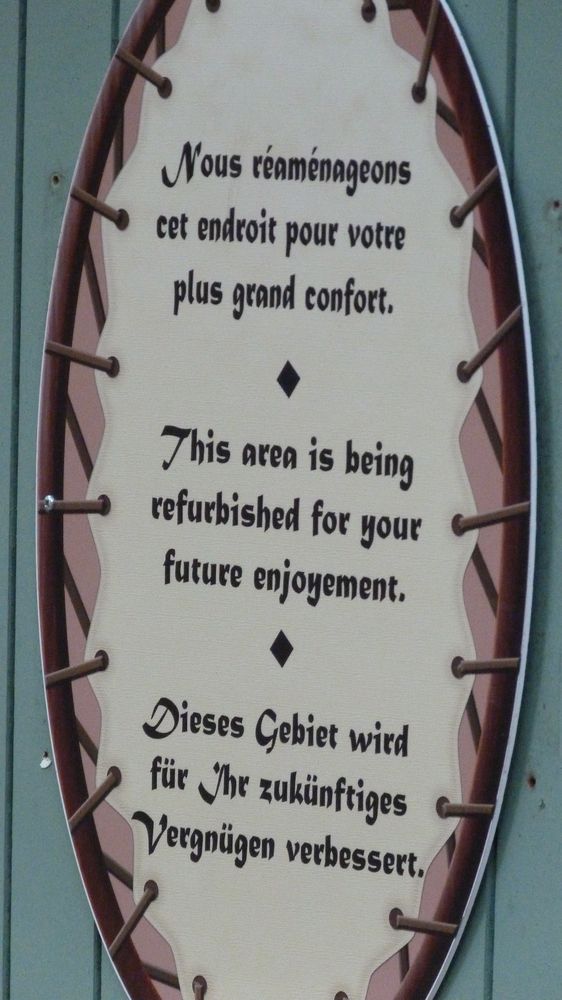 Nous réaménageons
cet endroit pour votre
plus grand confort.
This area is being
refurbished for your
future enjoyement.
Dieses Gebiet wird
für Ihr zukünftiges
Vergnügen verbessert.